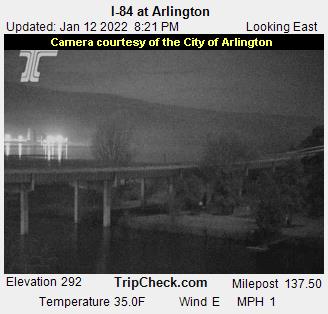 I-84 at Arlington
Updated: Jan 12 2022 8:21 PM Looking East
Camera courtesy of the City of Arlington
Elevation 292 TripCheck.com Milepost 137.50
Temperature 35.0F Wind E MPH 1